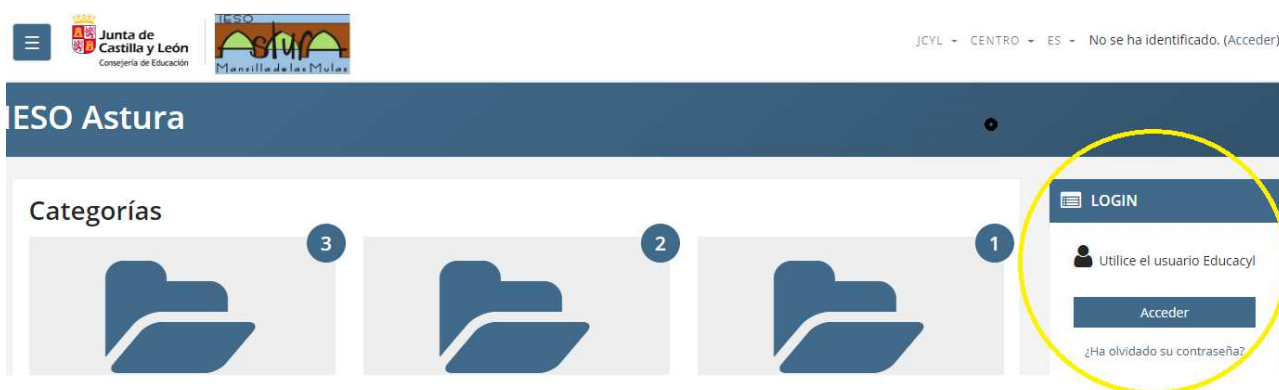 Junta de
Castilla y León
Consejería de Educación
IESO
Astura
Mansilla de las Mulas
JCYL CENTRO ES No se ha identificado. (Acceder)
IESO Astura
Categorías
3
2
1
LOGIN
Utilice el usuario Educacyl
Acceder
¿Ha olvidado su contraseña?